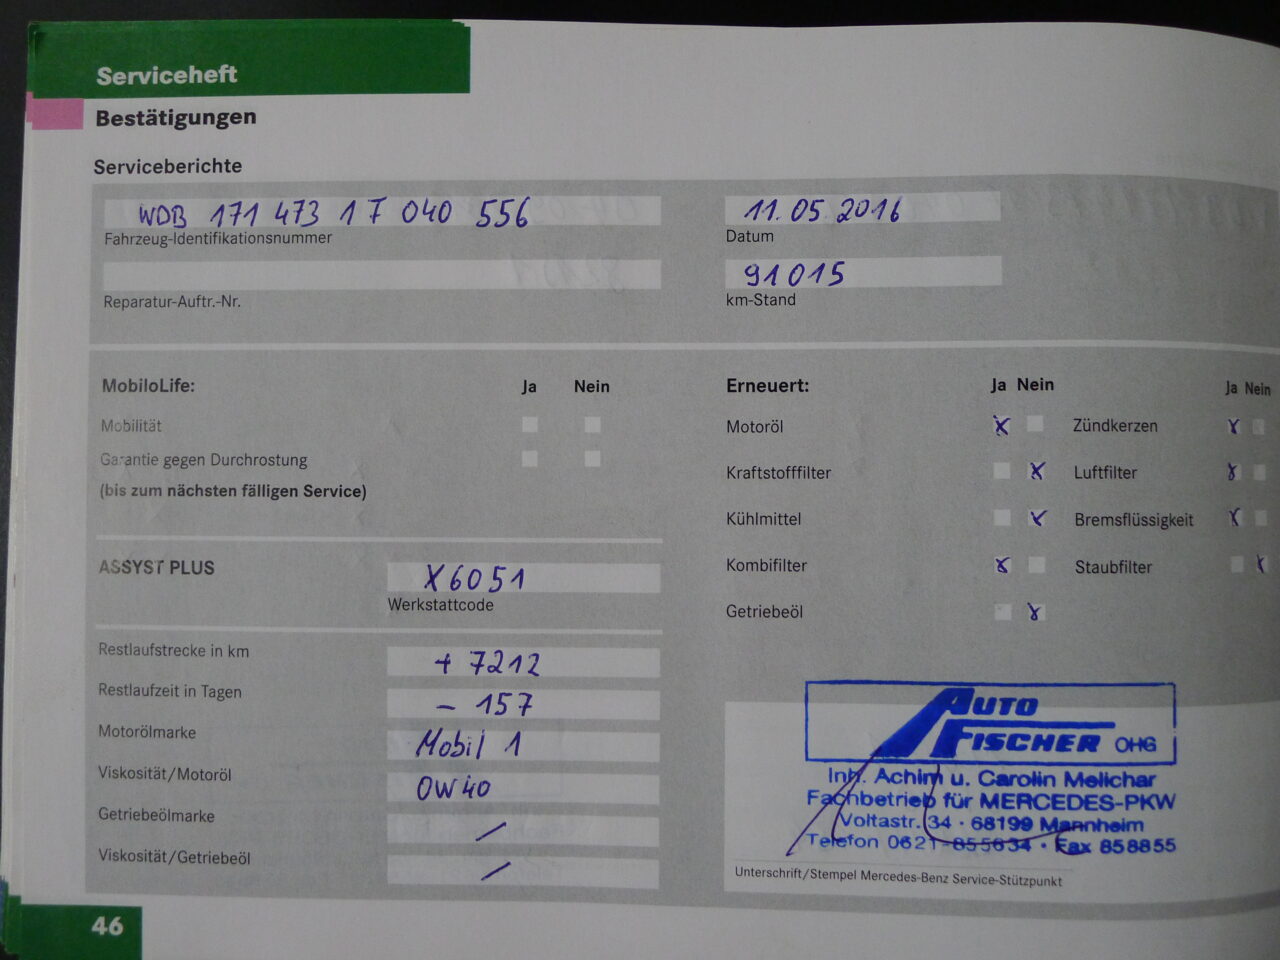 Serviceheft
Bestätigungen
Serviceberichte
WDB 171 473 1 F 040 556
Fahrzeug-Identifikationsnummer
11.05.2016
Datum
Reparatur-Auftr.-Nr.
91015
km-Stand
MobiloLife: Ja Nein
Mobilität
Garantie gegen Durchrostung
(bis zum nächsten fälligen Service)
Erneuert: Ja Nein Ja Nein
Motoröl X Zündkerzen X
Kraftstofffilter X Luftfilter X
Kühlmittel X Bremsflüssigkeit X
Kombifilter X Staubfilter X
Getriebeöl X
ASSYST PLUS
X6051
Werkstattcode
Restlaufstrecke in km + 7212
Restlaufzeit in Tagen - 157
Motorölmarke Mobil 1
Viskosität/Motoröl 0W40
Getriebeölmarke /
Viskosität/Getriebeöl /
AUTO
FISCHER OHG
Inh. Achim u. Carolin Melichar
Fachbetrieb für MERCEDES-PKW
Voltastr. 34 · 68199 Mannheim
Telefon 0621-855634 · Fax 858855
Unterschrift/Stempel Mercedes-Benz Service-Stützpunkt
46